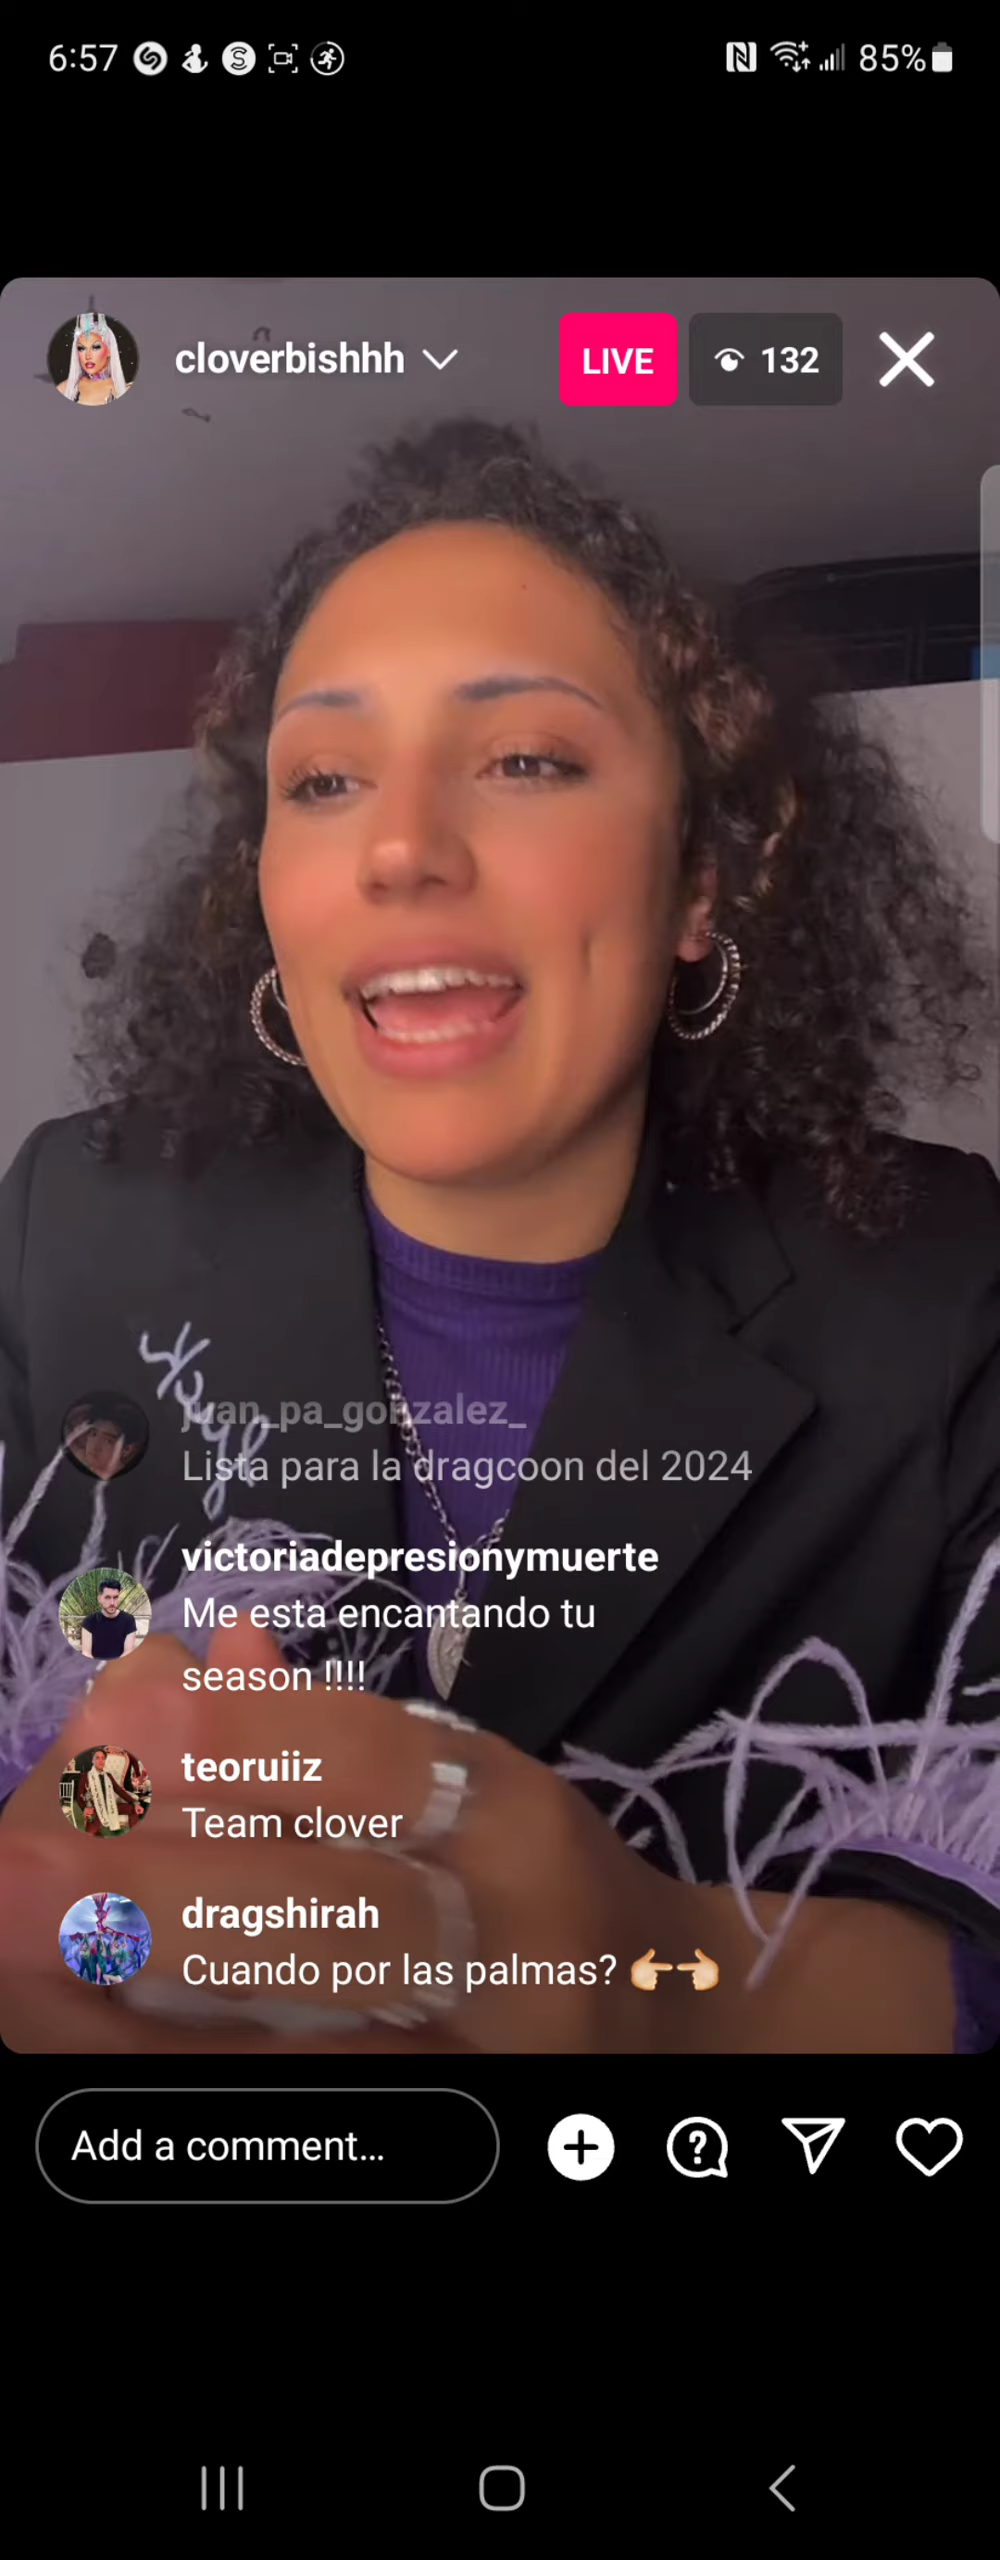 6:57
85%
cloverbishhh
LIVE
132
juan_pa_gonzalez_
Lista para la dragcoon del 2024
victoriadepresionymuerte
Me esta encantando tu
season !!!!
teoruiiz
Team clover
dragshirah
Cuando por las palmas? 👉👈
Add a comment...